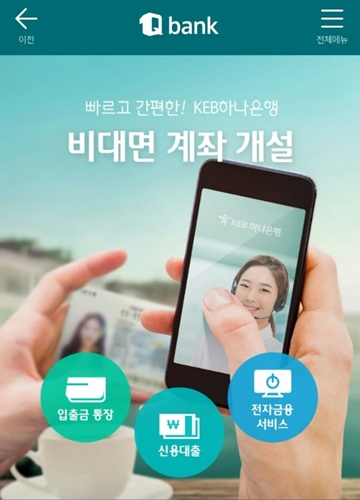 1Q bank
이전
전체메뉴
빠르고 간편한! KEB하나은행
비대면 계좌 개설
KEB 하나은행
입출금 통장
₩
신용대출
전자금융
서비스